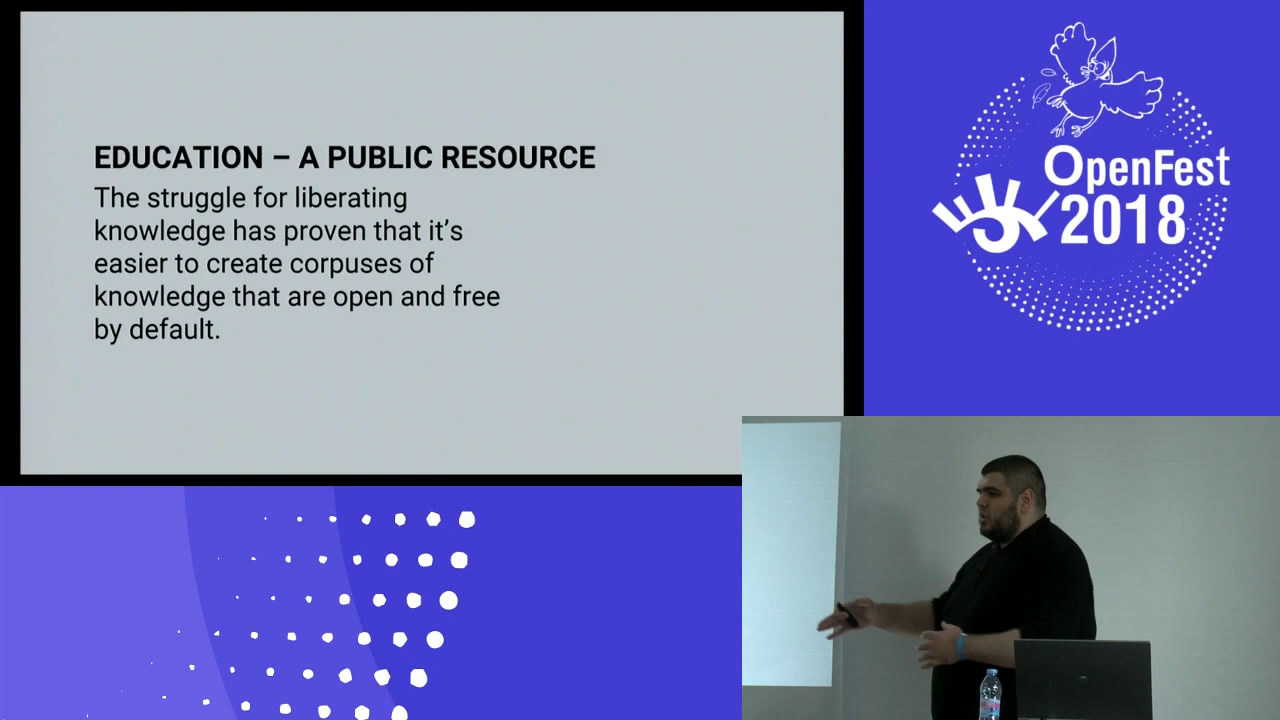 EDUCATION – A PUBLIC RESOURCE
The struggle for liberating
knowledge has proven that it’s
easier to create corpuses of
knowledge that are open and free
by default.
OpenFest
2018